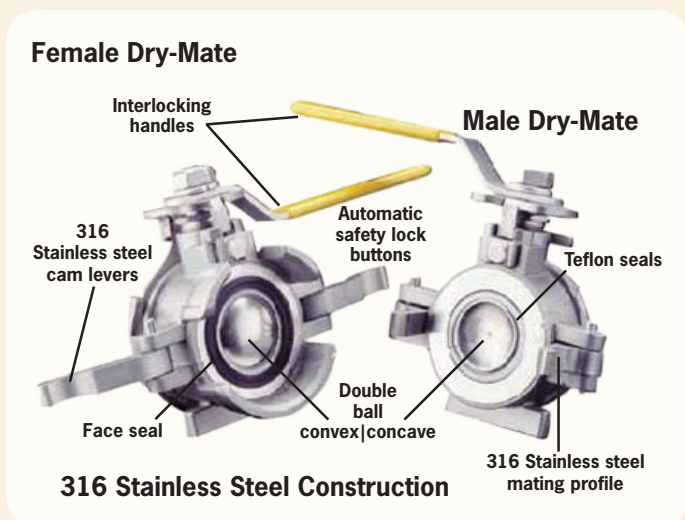 Female Dry-Mate
Interlocking
handles
Male Dry-Mate
316
Stainless steel
cam levers
Automatic
safety lock
buttons
Teflon seals
Face seal
Double
ball
convex|concave
316 Stainless steel
mating profile
316 Stainless Steel Construction